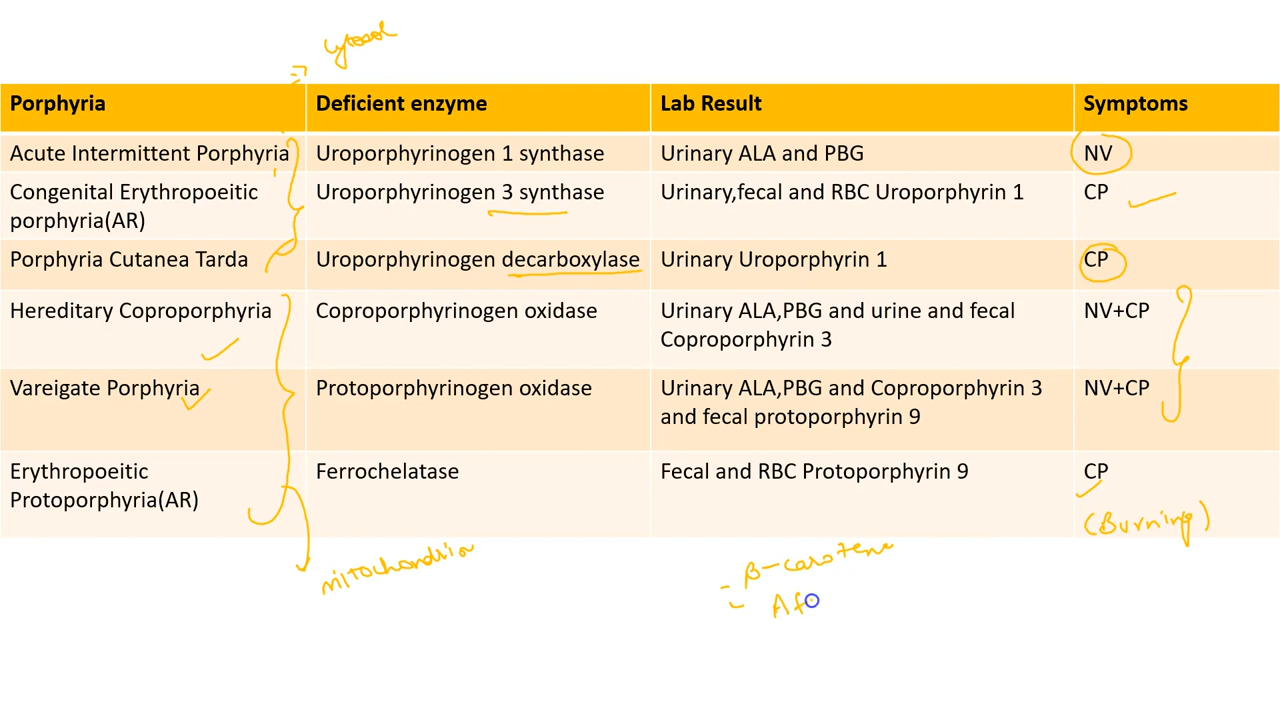 cytosol
Porphyria Deficient enzyme Lab Result Symptoms
Acute Intermittent Porphyria Uroporphyrinogen 1 synthase Urinary ALA and PBG NV
Congenital Erythropoeitic Uroporphyrinogen 3 synthase Urinary,fecal and RBC Uroporphyrin 1 CP
porphyria(AR)
Porphyria Cutanea Tarda Uroporphyrinogen decarboxylase Urinary Uroporphyrin 1 CP
Hereditary Coproporphyria Coproporphyrinogen oxidase Urinary ALA,PBG and urine and fecal NV+CP
Coproporphyrin 3
Vareigate Porphyria Protoporphyrinogen oxidase Urinary ALA,PBG and Coproporphyrin 3 NV+CP
and fecal protoporphyrin 9
Erythropoeitic Ferrochelatase Fecal and RBC Protoporphyrin 9 CP
Protoporphyria(AR)
(Burning)
mitochondria
- β-carotene
- Af